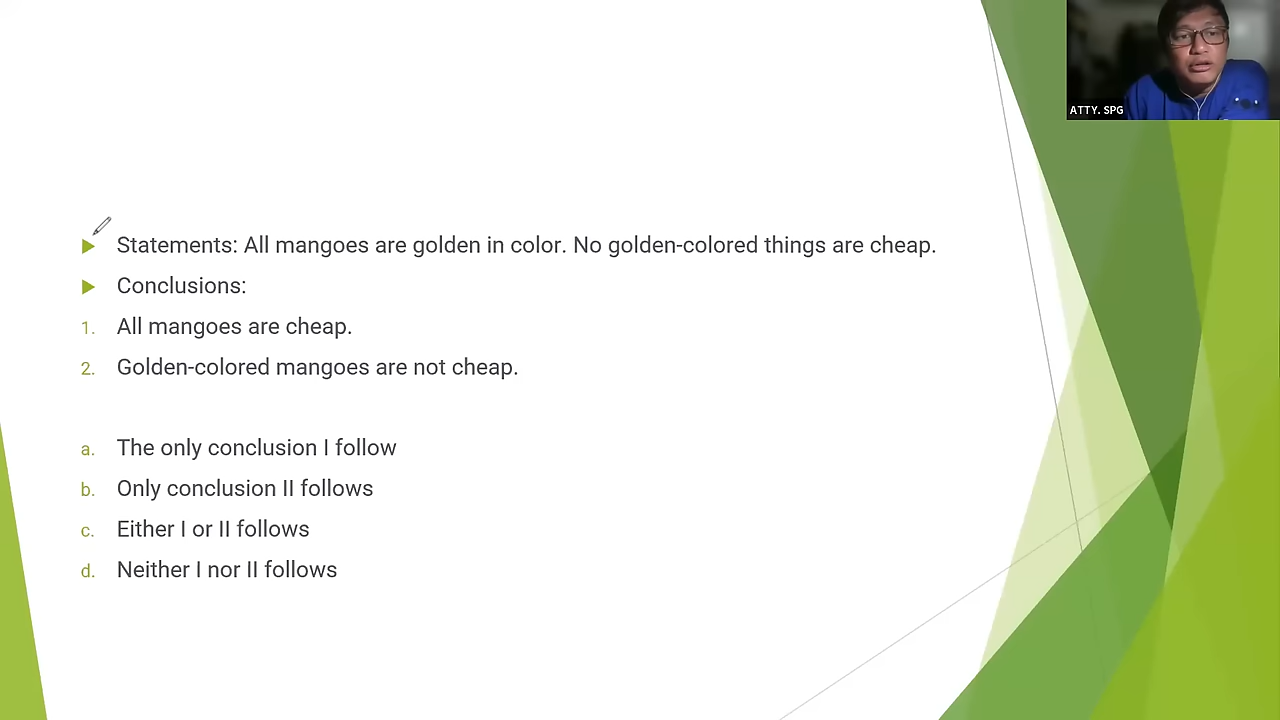 ATTY. SPG
Statements: All mangoes are golden in color. No golden-colored things are cheap.
Conclusions:
1. All mangoes are cheap.
2. Golden-colored mangoes are not cheap.
a. The only conclusion I follow
b. Only conclusion II follows
c. Either I or II follows
d. Neither I nor II follows